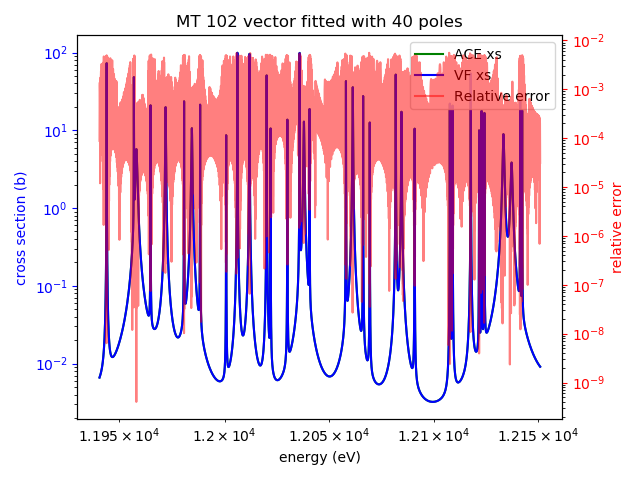 MT 102 vector fitted with 40 poles
ACE xs
VF xs
Relative error
cross section (b)
10²
10¹
10⁰
10⁻¹
10⁻²
relative error
10⁻²
10⁻³
10⁻⁴
10⁻⁵
10⁻⁶
10⁻⁷
10⁻⁸
10⁻⁹
1.195×10⁴ 1.2×10⁴ 1.205×10⁴ 1.21×10⁴ 1.215×10⁴
energy (eV)